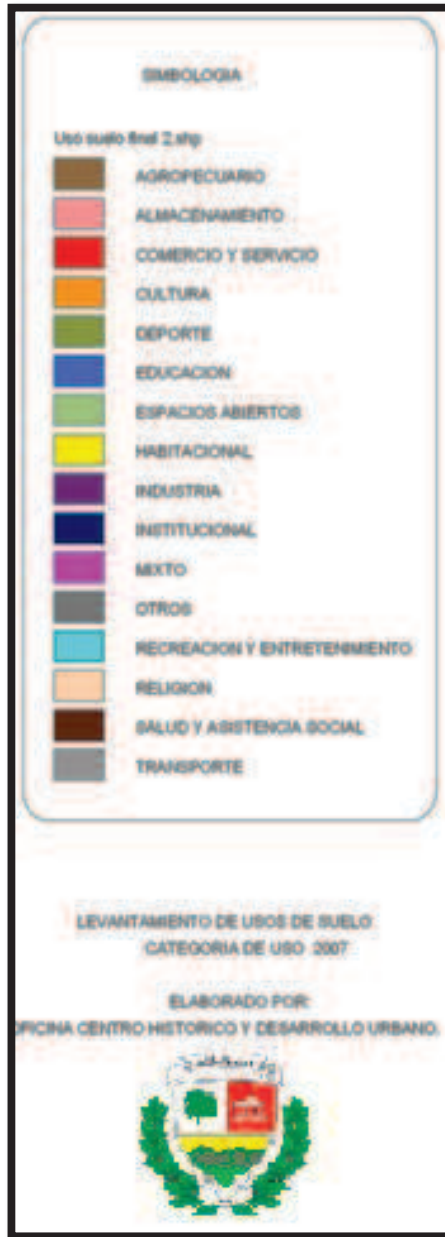 SIMBOLOGIA
Uso suelo final 2.shp
AGROPECUARIO
ALMACENAMIENTO
COMERCIO Y SERVICIO
CULTURA
DEPORTE
EDUCACION
ESPACIOS ABIERTOS
HABITACIONAL
INDUSTRIA
INSTITUCIONAL
MIXTO
OTROS
RECREACION Y ENTRETENIMIENTO
RELIGION
SALUD Y ASISTENCIA SOCIAL
TRANSPORTE
LEVANTAMIENTO DE USOS DE SUELO
CATEGORIA DE USO 2007
ELABORADO POR:
OFICINA CENTRO HISTORICO Y DESARROLLO URBANO.